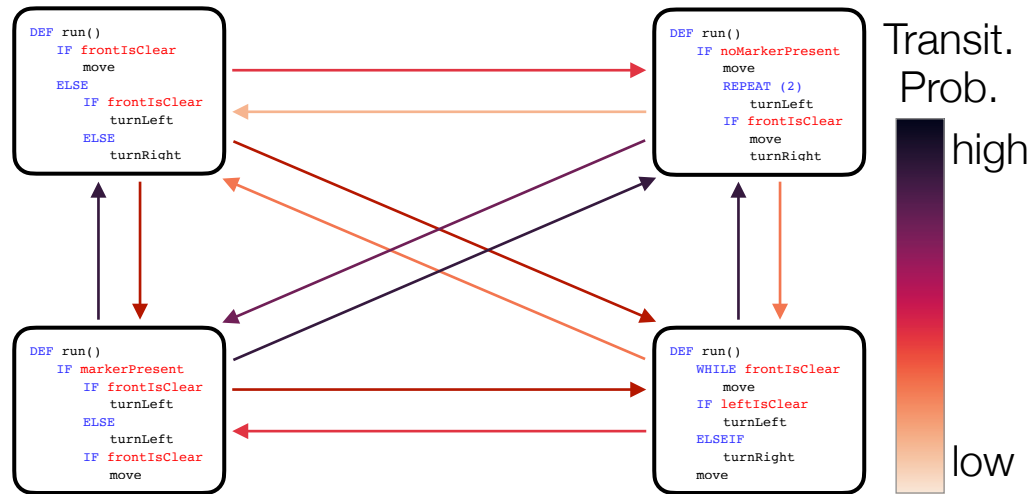 DEF run()
IF frontIsClear
move
ELSE
IF frontIsClear
turnLeft
ELSE
turnRight
DEF run()
IF noMarkerPresent
move
REPEAT (2)
turnLeft
IF frontIsClear
move
turnRight
Transit.
Prob.
high
low
DEF run()
IF markerPresent
IF frontIsClear
turnLeft
ELSE
turnLeft
IF frontIsClear
move
DEF run()
WHILE frontIsClear
move
IF leftIsClear
turnLeft
ELSEIF
turnRight
move